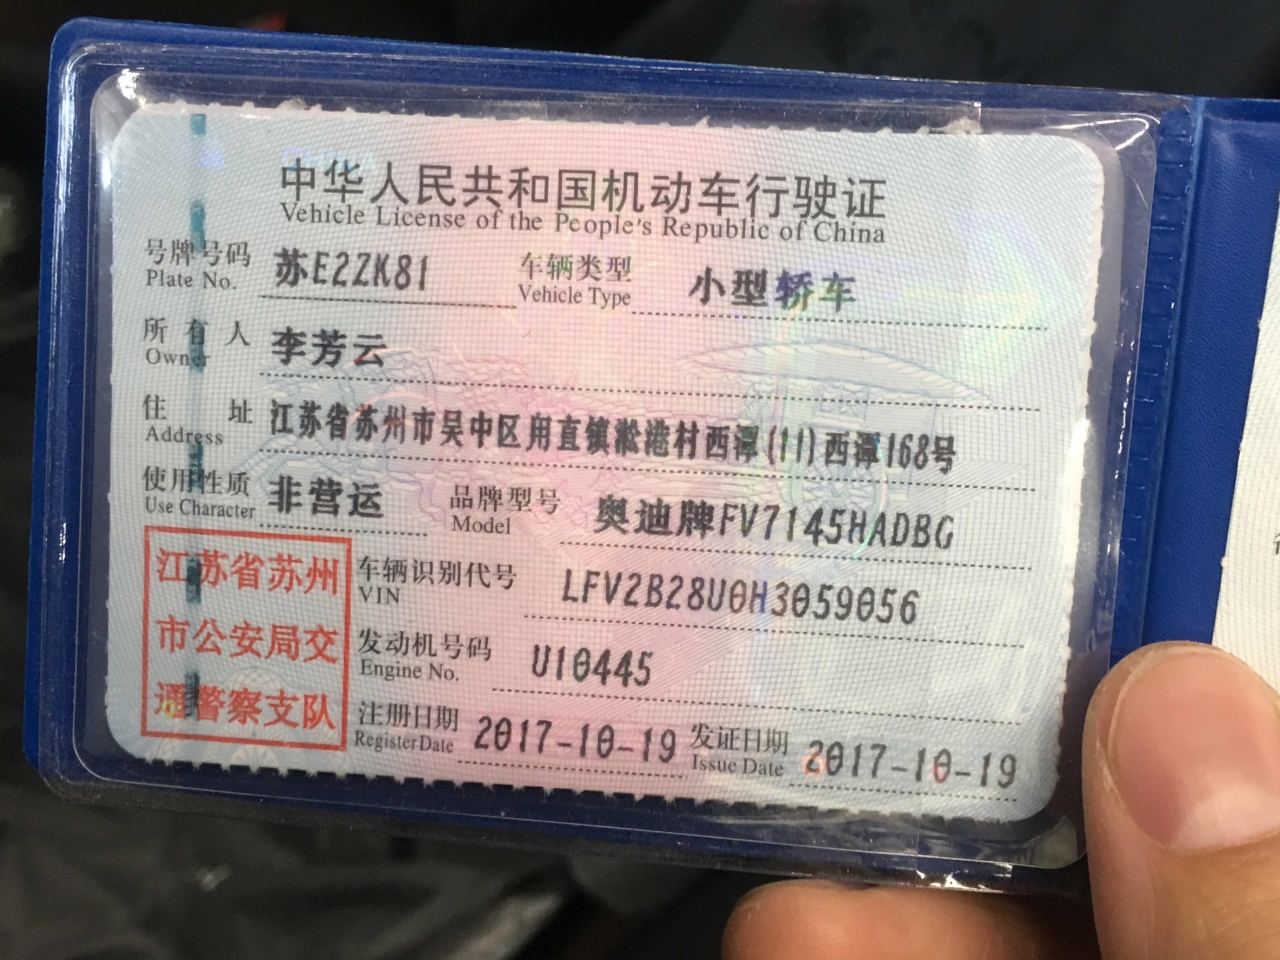 中华人民共和国机动车行驶证
Vehicle License of the People's Republic of China
号牌号码 苏E2ZK81 车辆类型 小型轿车
Plate No. Vehicle Type
所有人 李芳云
Owner
住址 江苏省苏州市吴中区甪直镇淞港村西潭(11)西潭168号
Address
使用性质 非营运 品牌型号 奥迪牌FV7145HADBG
Use Character Model
江苏省苏州
市公安局交
通警察支队
车辆识别代号 LFV2B28U0H3059056
VIN
发动机号码 U10445
Engine No.
注册日期 2017-10-19 发证日期 2017-10-19
Register Date Issue Date